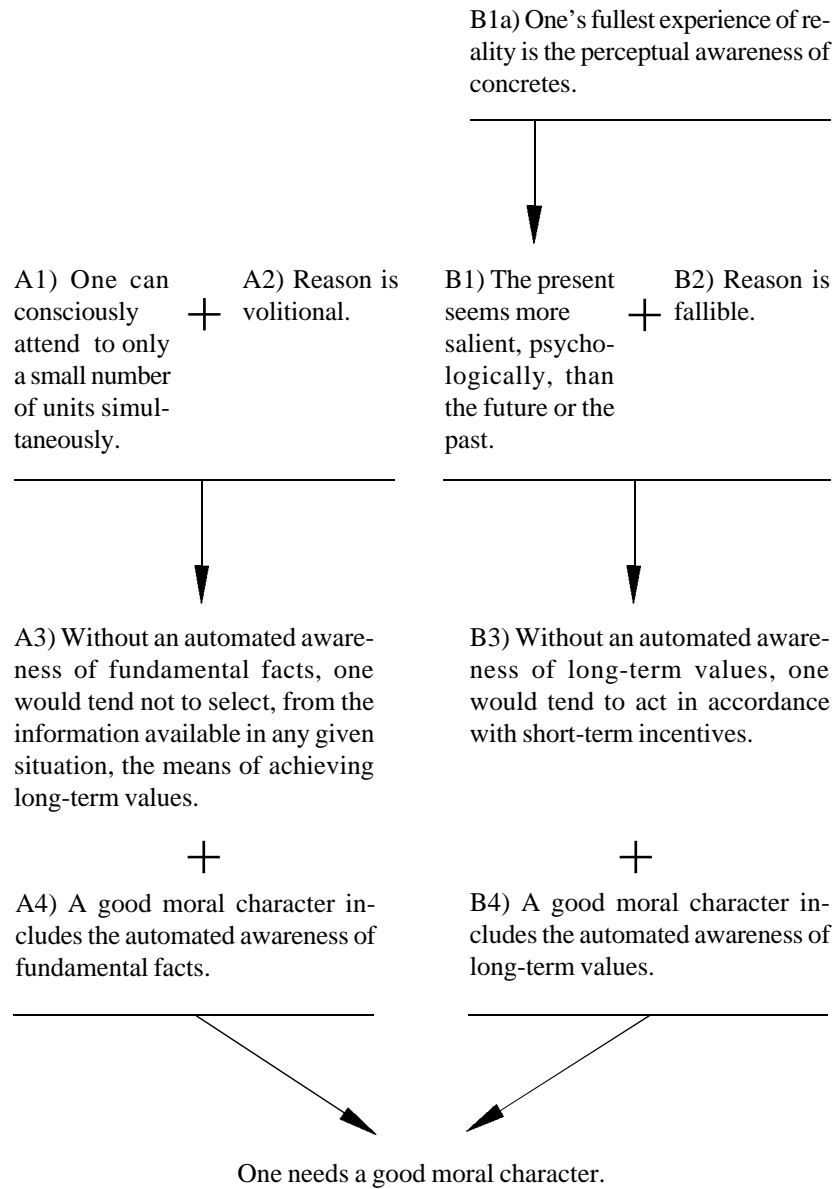 B1a) One's fullest experience of re-
ality is the perceptual awareness of
concretes.
A1) One can
consciously
attend to only
a small number
of units simul-
taneously.
+
A2) Reason is
volitional.
B1) The present
seems more
salient, psycho-
logically, than
the future or the
past.
+
B2) Reason is
fallible.
A3) Without an automated aware-
ness of fundamental facts, one
would tend not to select, from the
information available in any given
situation, the means of achieving
long-term values.
+
A4) A good moral character in-
cludes the automated awareness of
fundamental facts.
B3) Without an automated aware-
ness of long-term values, one
would tend to act in accordance
with short-term incentives.
+
B4) A good moral character in-
cludes the automated awareness of
long-term values.
One needs a good moral character.